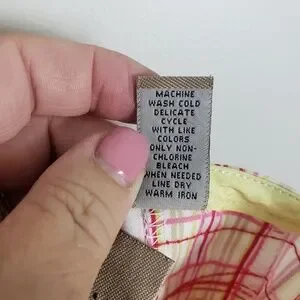 MACHINE
WASH COLD
DELICATE
CYCLE
WITH LIKE
COLORS
ONLY NON-
CHLORINE
BLEACH
WHEN NEEDED
LINE DRY
WARM IRON